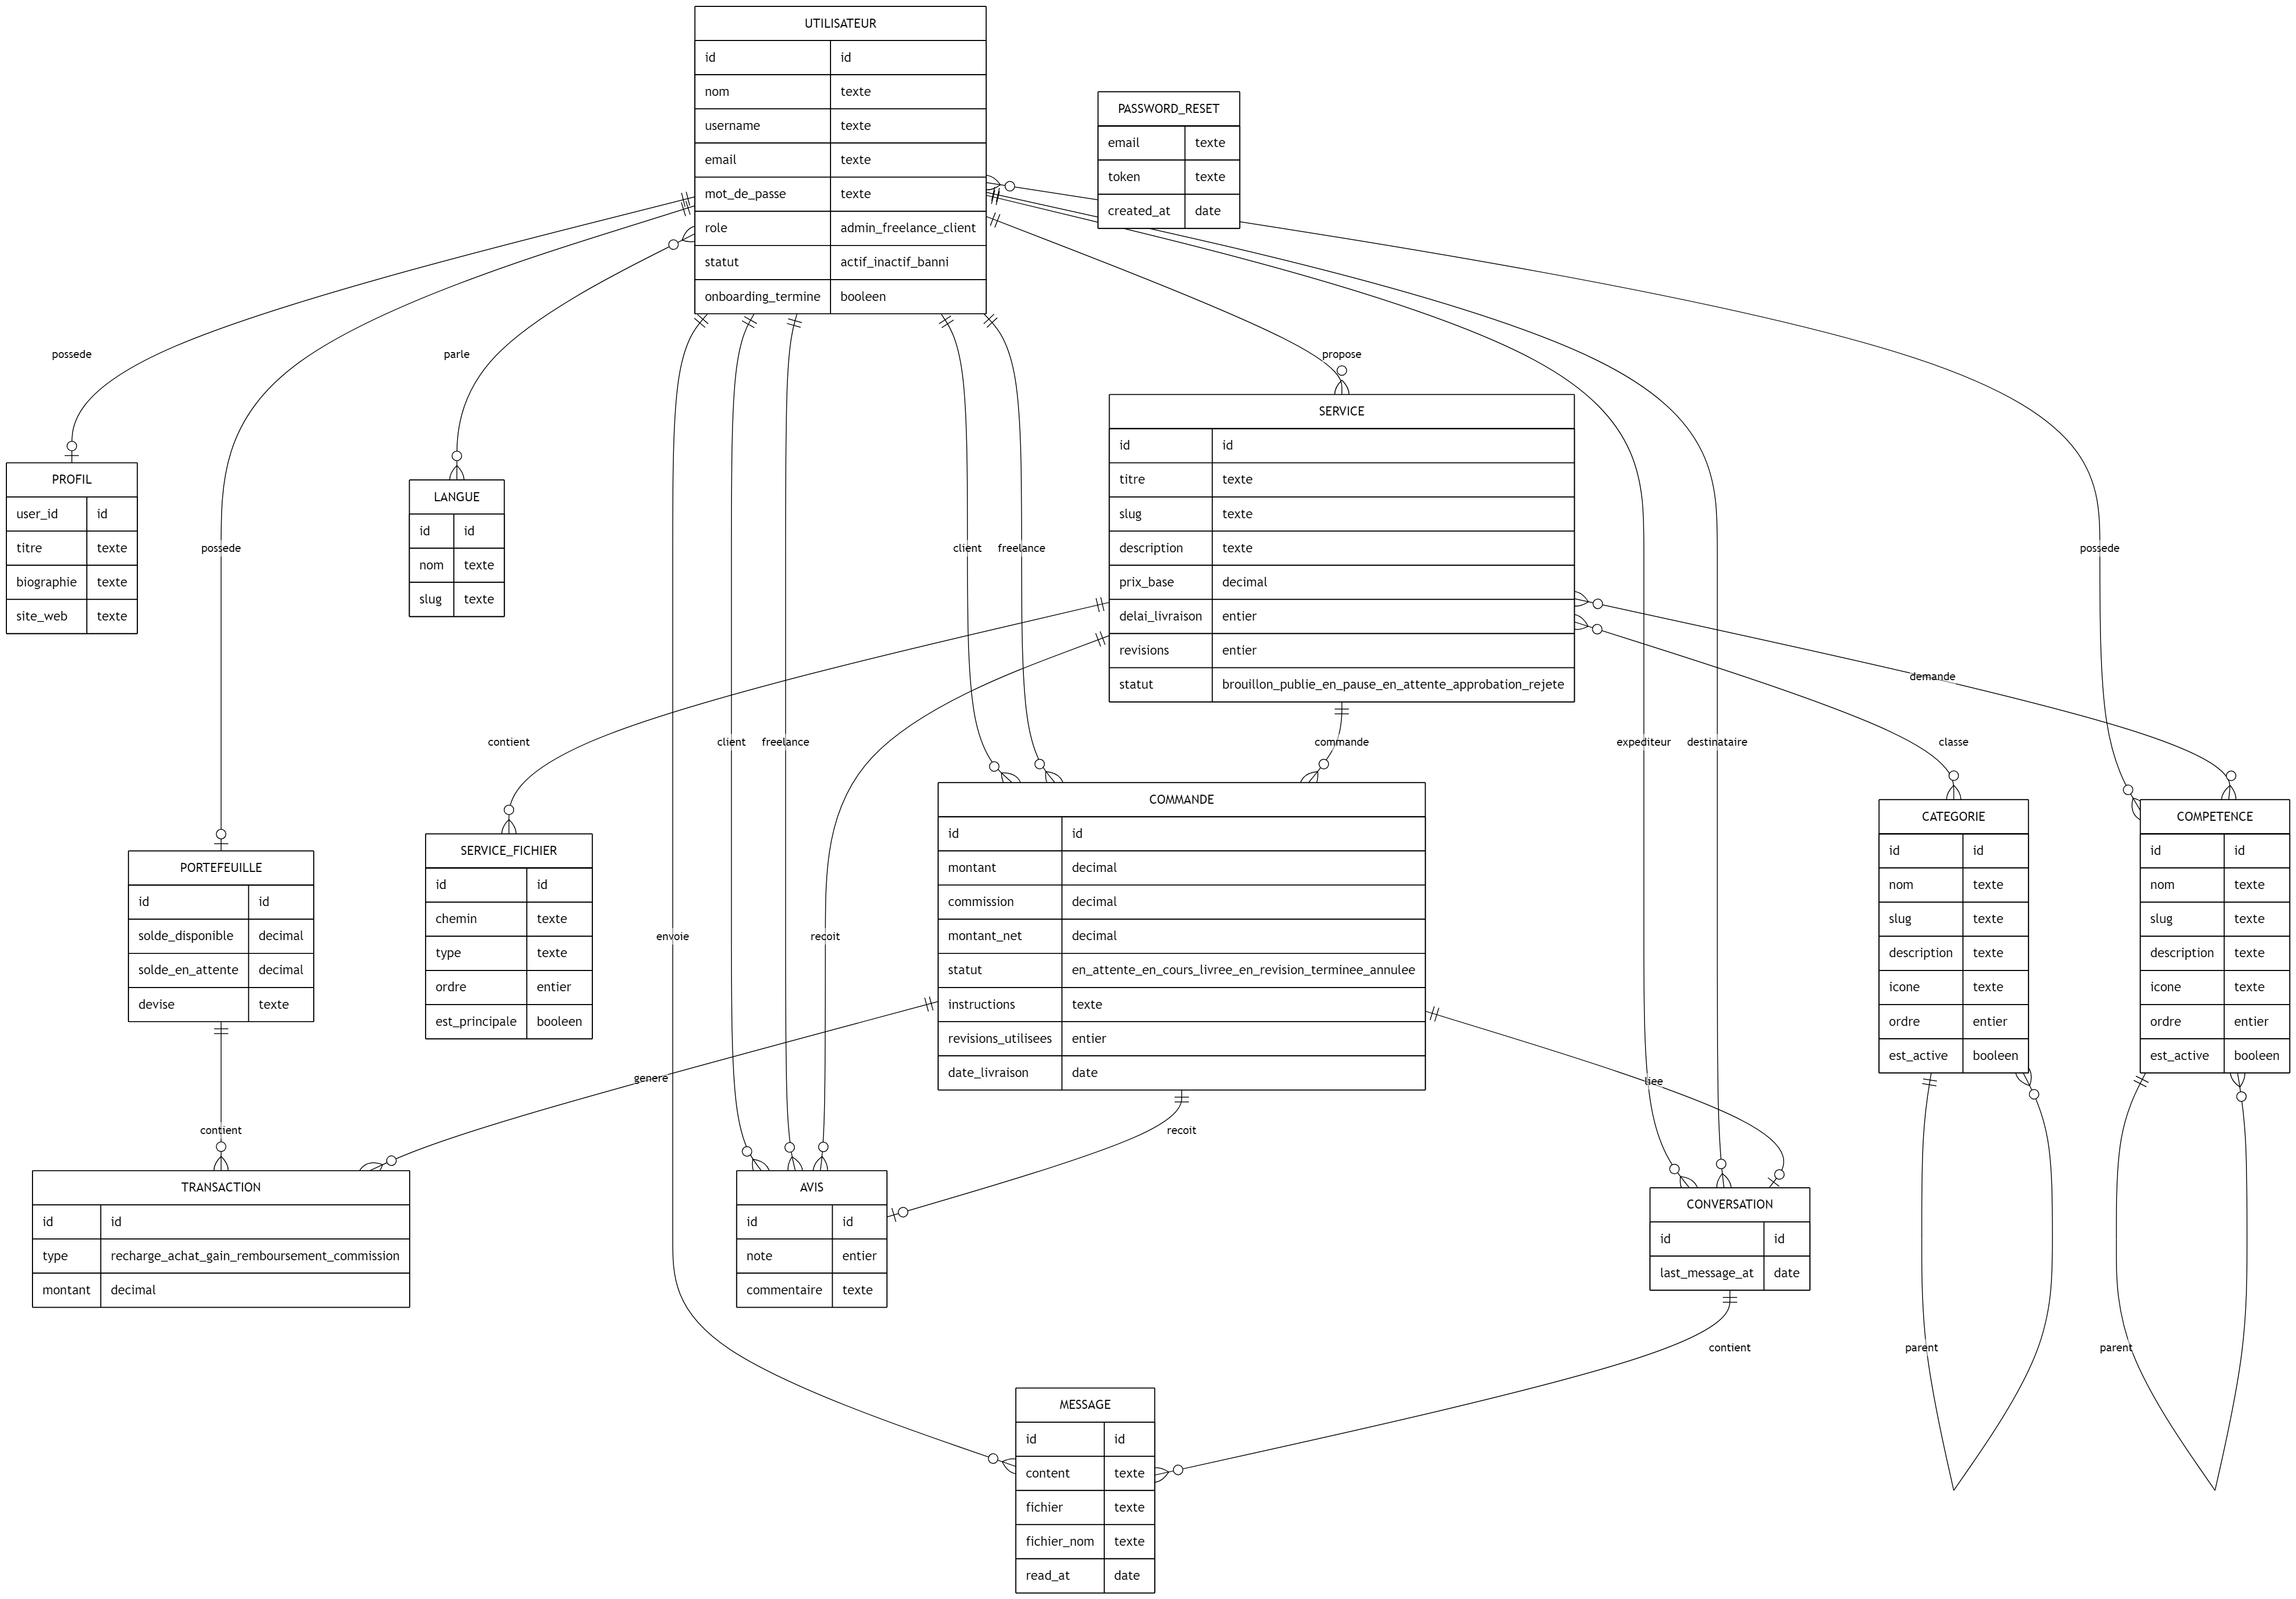 UTILISATEUR
id id
nom texte
username texte
email texte
mot_de_passe texte
role admin_freelance_client
statut actif_inactif_banni
onboarding_termine booleen
PASSWORD_RESET
email texte
token texte
created_at date
possede
parle
propose
SERVICE
id id
titre texte
slug texte
description texte
prix_base decimal
delai_livraison entier
revisions entier
statut brouillon_publie_en_pause_en_attente_approbation_rejete
PROFIL
user_id id
titre texte
biographie texte
site_web texte
LANGUE
id id
nom texte
slug texte
possede
client
freelance
possede
demande
contient
client
freelance
commande
expediteur
destinataire
classe
COMMANDE
id id
montant decimal
commission decimal
montant_net decimal
statut en_attente_en_cours_livree_en_revision_terminee_annulee
instructions texte
revisions_utilisees entier
date_livraison date
CATEGORIE
id id
nom texte
slug texte
description texte
icone texte
ordre entier
est_active booleen
COMPETENCE
id id
nom texte
slug texte
description texte
icone texte
ordre entier
est_active booleen
SERVICE_FICHIER
id id
chemin texte
type texte
ordre entier
est_principale booleen
PORTEFEUILLE
id id
solde_disponible decimal
solde_en_attente decimal
devise texte
envoie
recoit
genere
liee
contient
recoit
TRANSACTION
id id
type recharge_achat_gain_remboursement_commission
montant decimal
AVIS
id id
note entier
commentaire texte
CONVERSATION
id id
last_message_at date
contient
parent
parent
MESSAGE
id id
content texte
fichier texte
fichier_nom texte
read_at date